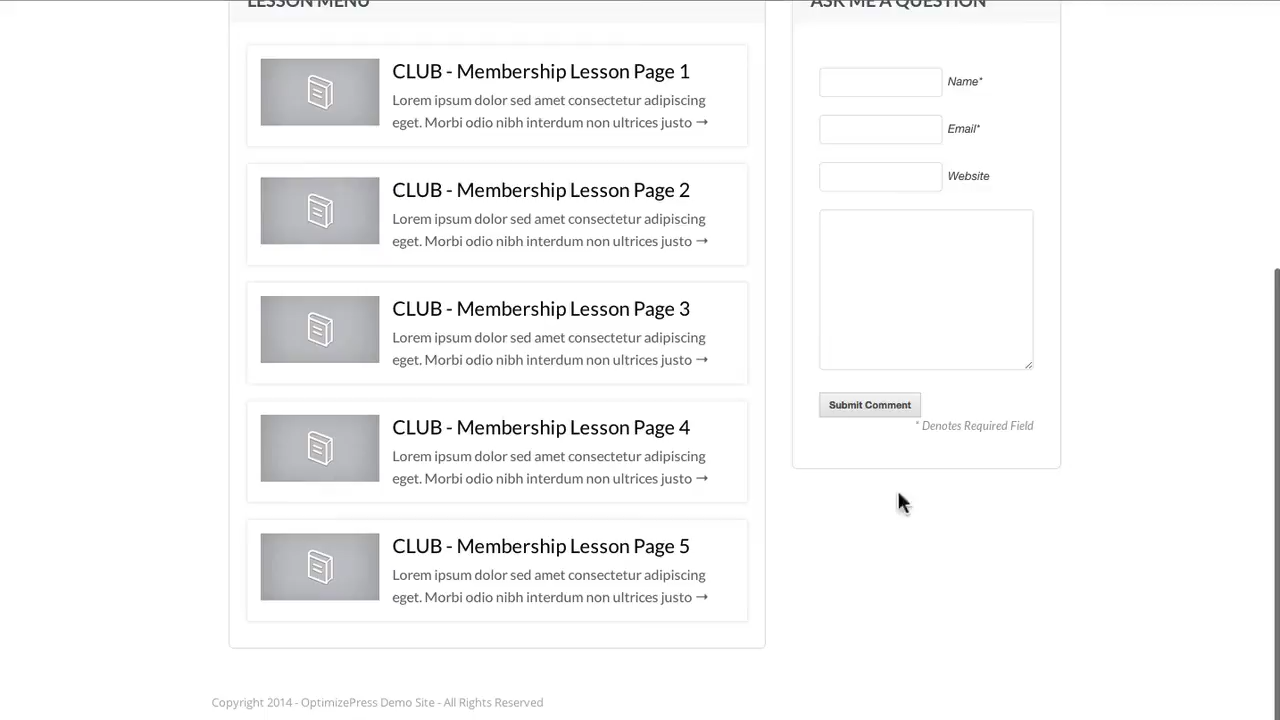 LESSON MENU
CLUB - Membership Lesson Page 1
Lorem ipsum dolor sed amet consectetur adipiscing
eget. Morbi odio nibh interdum non ultrices justo →
CLUB - Membership Lesson Page 2
Lorem ipsum dolor sed amet consectetur adipiscing
eget. Morbi odio nibh interdum non ultrices justo →
CLUB - Membership Lesson Page 3
Lorem ipsum dolor sed amet consectetur adipiscing
eget. Morbi odio nibh interdum non ultrices justo →
CLUB - Membership Lesson Page 4
Lorem ipsum dolor sed amet consectetur adipiscing
eget. Morbi odio nibh interdum non ultrices justo →
CLUB - Membership Lesson Page 5
Lorem ipsum dolor sed amet consectetur adipiscing
eget. Morbi odio nibh interdum non ultrices justo →
ASK ME A QUESTION
Name*
Email*
Website
Submit Comment
* Denotes Required Field
Copyright 2014 - OptimizePress Demo Site - All Rights Reserved